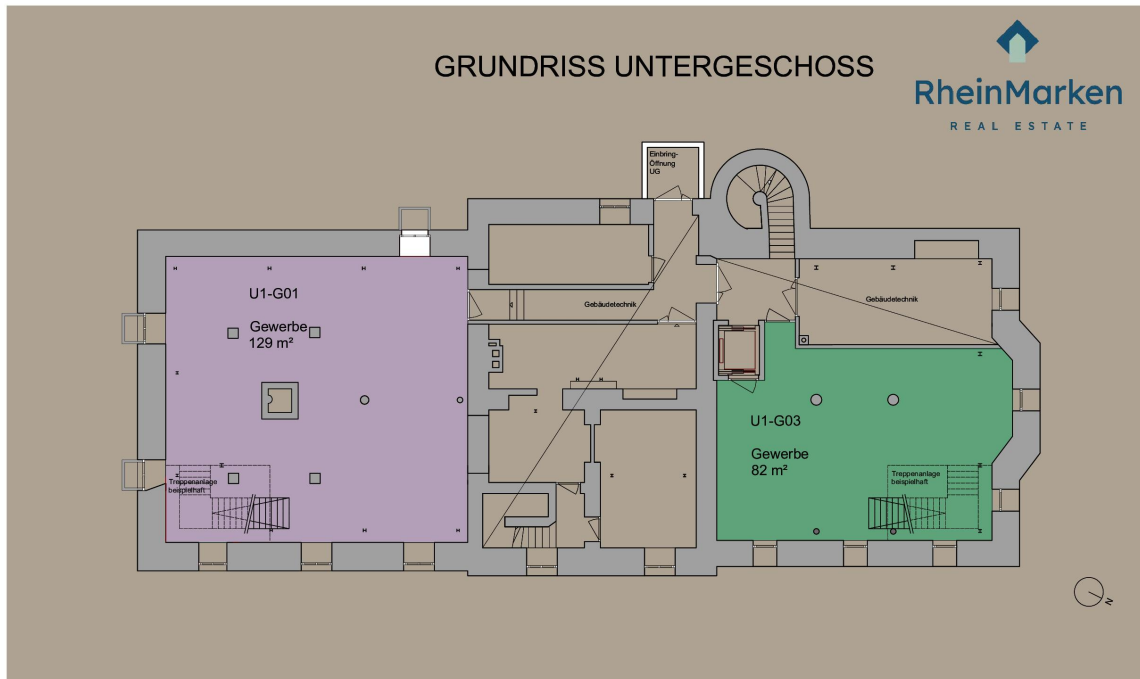 GRUNDRISS UNTERGESCHOSS
RheinMarken
REAL ESTATE
Einbring-
Öffnung
UG
U1-G01
Gewerbe
129 m²
Gebäudetechnik
Gebäudetechnik
U1-G03
Gewerbe
82 m²
Treppenanlage
beispielhaft
Treppenanlage
beispielhaft
N